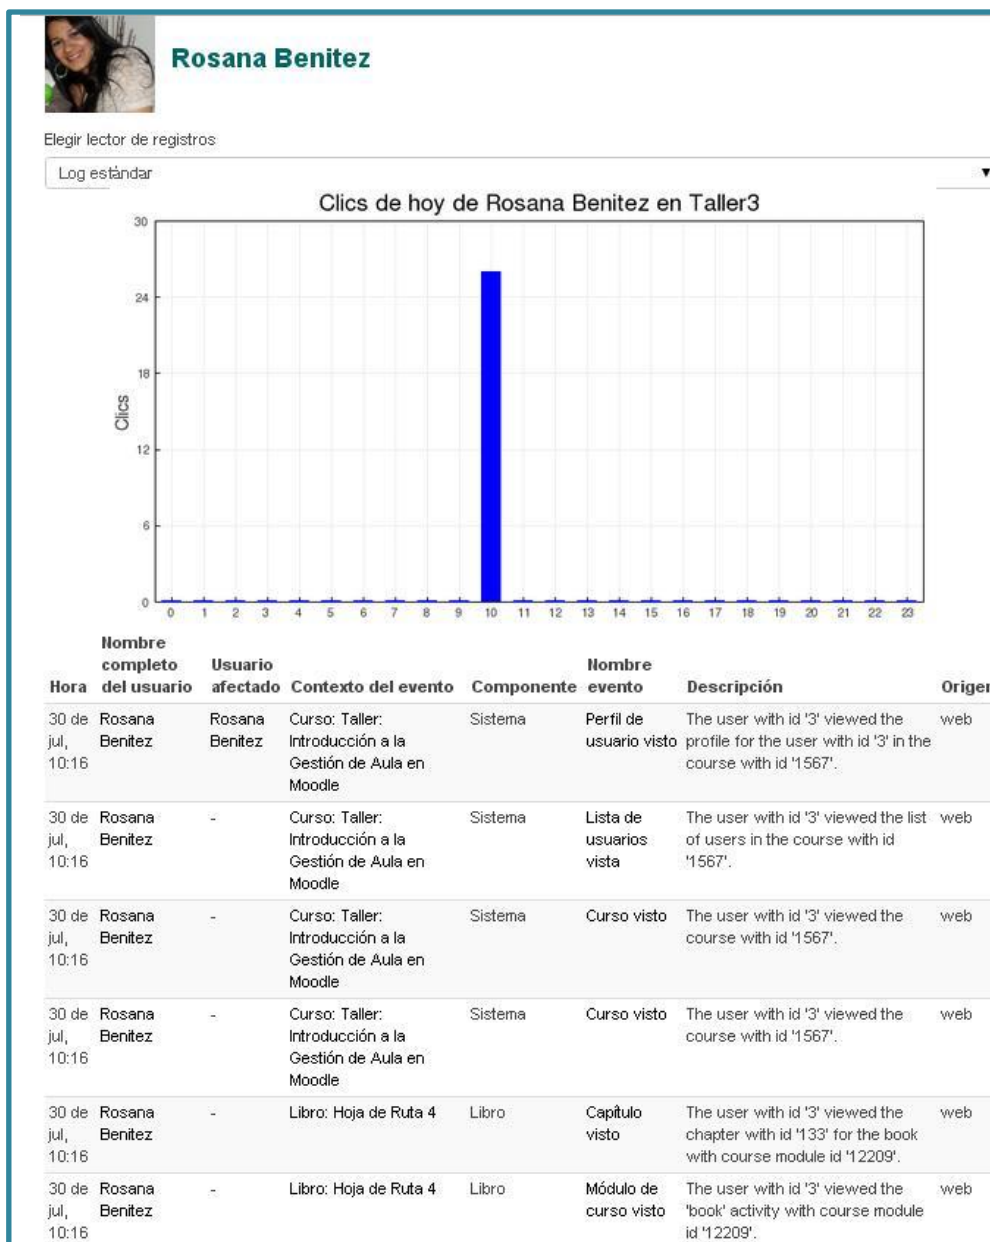 Rosana Benitez
Elegir lector de registros
Log estándar
Clics de hoy de Rosana Benitez en Taller3
30
24
18
12
6
0
Clics
0 1 2 3 4 5 6 7 8 9 10 11 12 13 14 15 16 17 18 19 20 21 22 23
Hora Nombre completo del usuario Usuario afectado Contexto del evento Componente Nombre evento Descripción Origen
30 de Rosana Rosana Curso: Taller: Sistema Perfil de The user with id '3' viewed the web
jul, Benitez Benitez Introducción a la usuario visto profile for the user with id '3' in the
10:16 Gestión de Aula en course with id '1567'.
Moodle
30 de Rosana - Curso: Taller: Sistema Lista de The user with id '3' viewed the list web
jul, Benitez Introducción a la usuarios of users in the course with id
10:16 Gestión de Aula en vista '1567'.
Moodle
30 de Rosana - Curso: Taller: Sistema Curso visto The user with id '3' viewed the web
jul, Benitez Introducción a la course with id '1567'.
10:16 Gestión de Aula en
Moodle
30 de Rosana - Curso: Taller: Sistema Curso visto The user with id '3' viewed the web
jul, Benitez Introducción a la course with id '1567'.
10:16 Gestión de Aula en
Moodle
30 de Rosana - Libro: Hoja de Ruta 4 Libro Capítulo The user with id '3' viewed the web
jul, Benitez visto chapter with id '133' for the book
10:16 with course module id '12209'.
30 de Rosana - Libro: Hoja de Ruta 4 Libro Módulo de The user with id '3' viewed the web
jul, Benitez curso visto 'book' activity with course module
10:16 id '12209'.